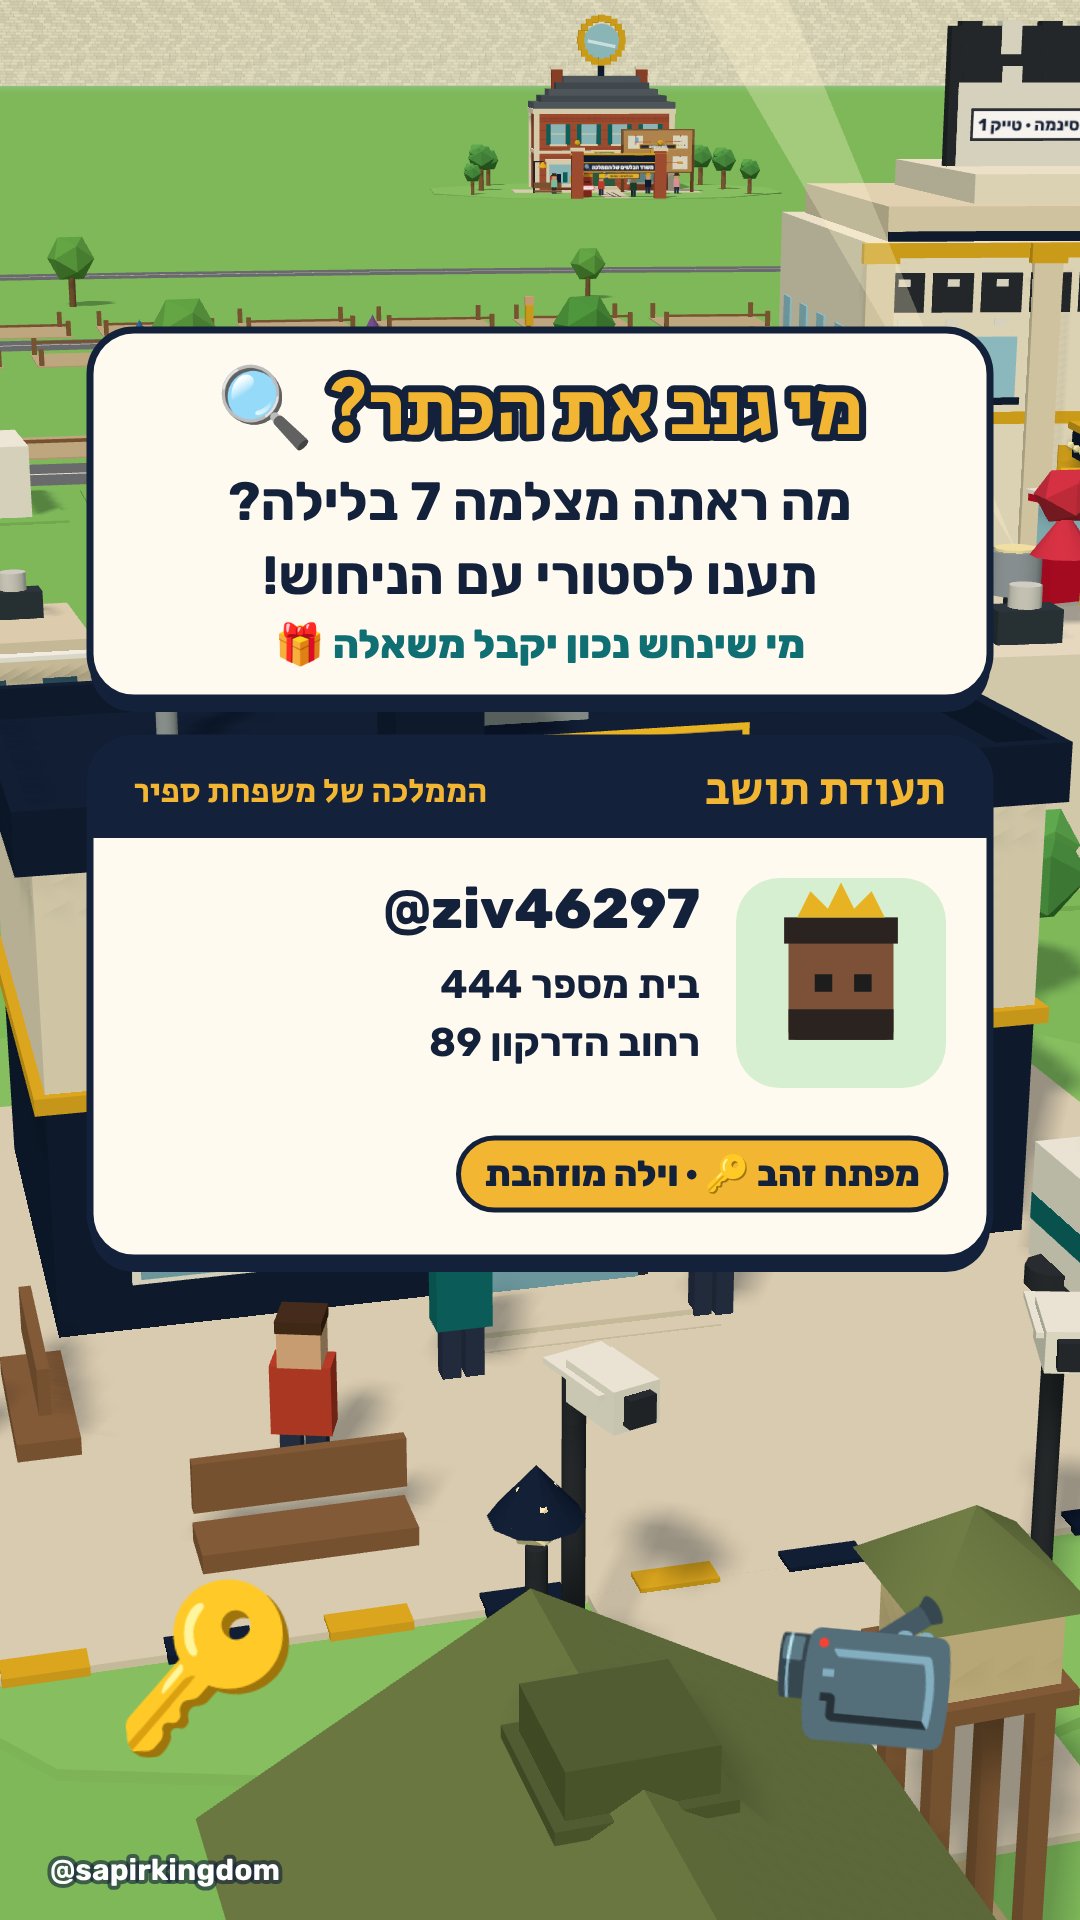 סינמה • טייק 1
מי גנב את הכתר? 🔍
מה ראתה מצלמה 7 בלילה?
תענו לסטורי עם הניחוש!
מי שינחש נכון יקבל משאלה 🎁
תעודת תושב
הממלכה של משפחת ספיר
@ziv46297
בית מספר 444
רחוב הדרקון 89
מפתח זהב 🔑 • וילה מוזהבת
@sapirkingdom